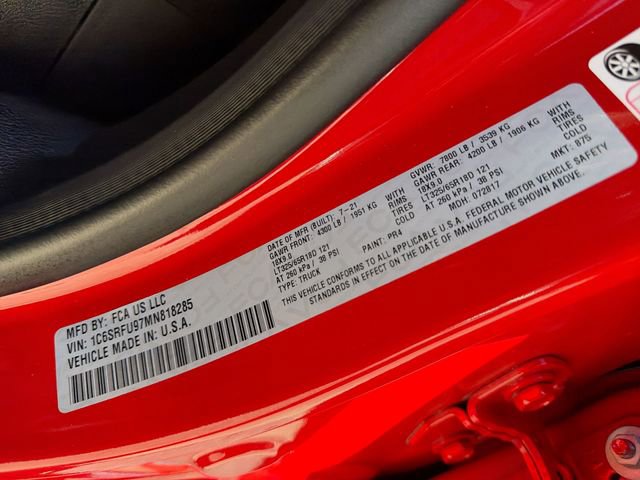 MFD BY: FCA US LLC
VIN: 1C6SRFU97MN818285
VEHICLE MADE IN: U.S.A.
DATE OF MFR (BUILT): 7-21
GAWR FRONT: 4300 LB / 1951 KG WITH
18X9.0 RIMS
LT325/65R18D 121 TIRES
AT 260 kPa / 38 PSI COLD
TYPE: TRUCK PAINT: PR4
GVWR: 7800 LB / 3539 KG
GAWR REAR: 4200 LB / 1906 KG WITH
18X9.0 RIMS
LT325/65R18D 121 TIRES
AT 260 kPa / 38 PSI COLD
MDH: 072817 MKT: B75
THIS VEHICLE CONFORMS TO ALL APPLICABLE U.S.A. FEDERAL MOTOR VEHICLE SAFETY
STANDARDS IN EFFECT ON THE DATE OF MANUFACTURE SHOWN ABOVE.